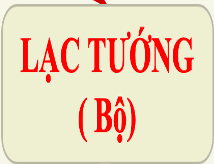 LẠC TƯỚNG
( Bộ)